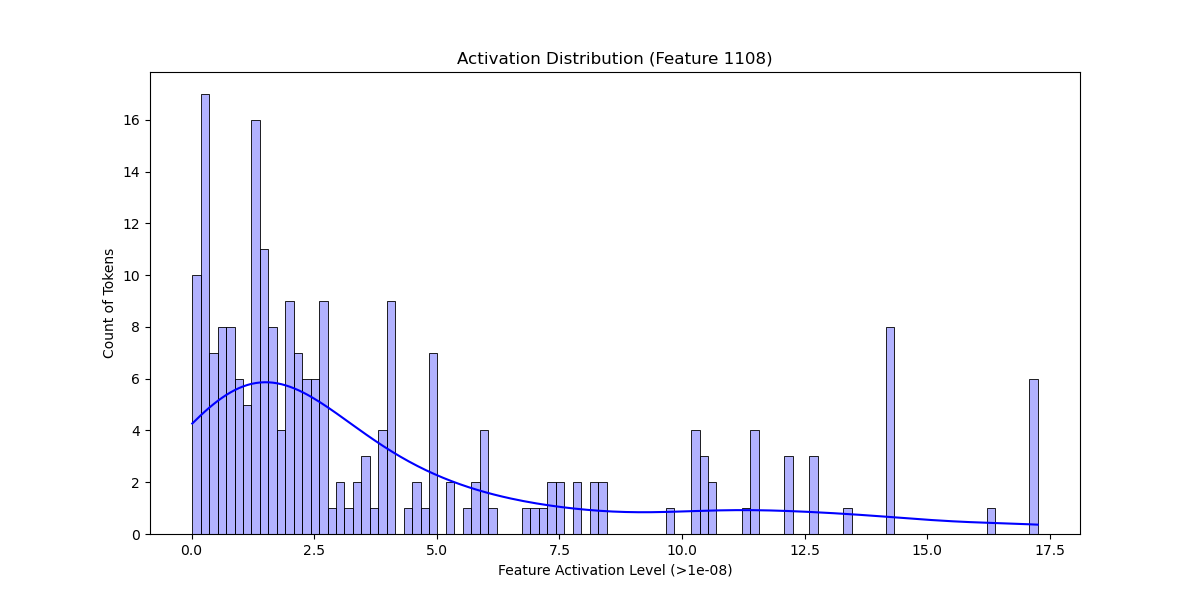 Activation Distribution (Feature 1108)
Count of Tokens
16
14
12
10
8
6
4
2
0
0.0 2.5 5.0 7.5 10.0 12.5 15.0 17.5
Feature Activation Level (>1e-08)